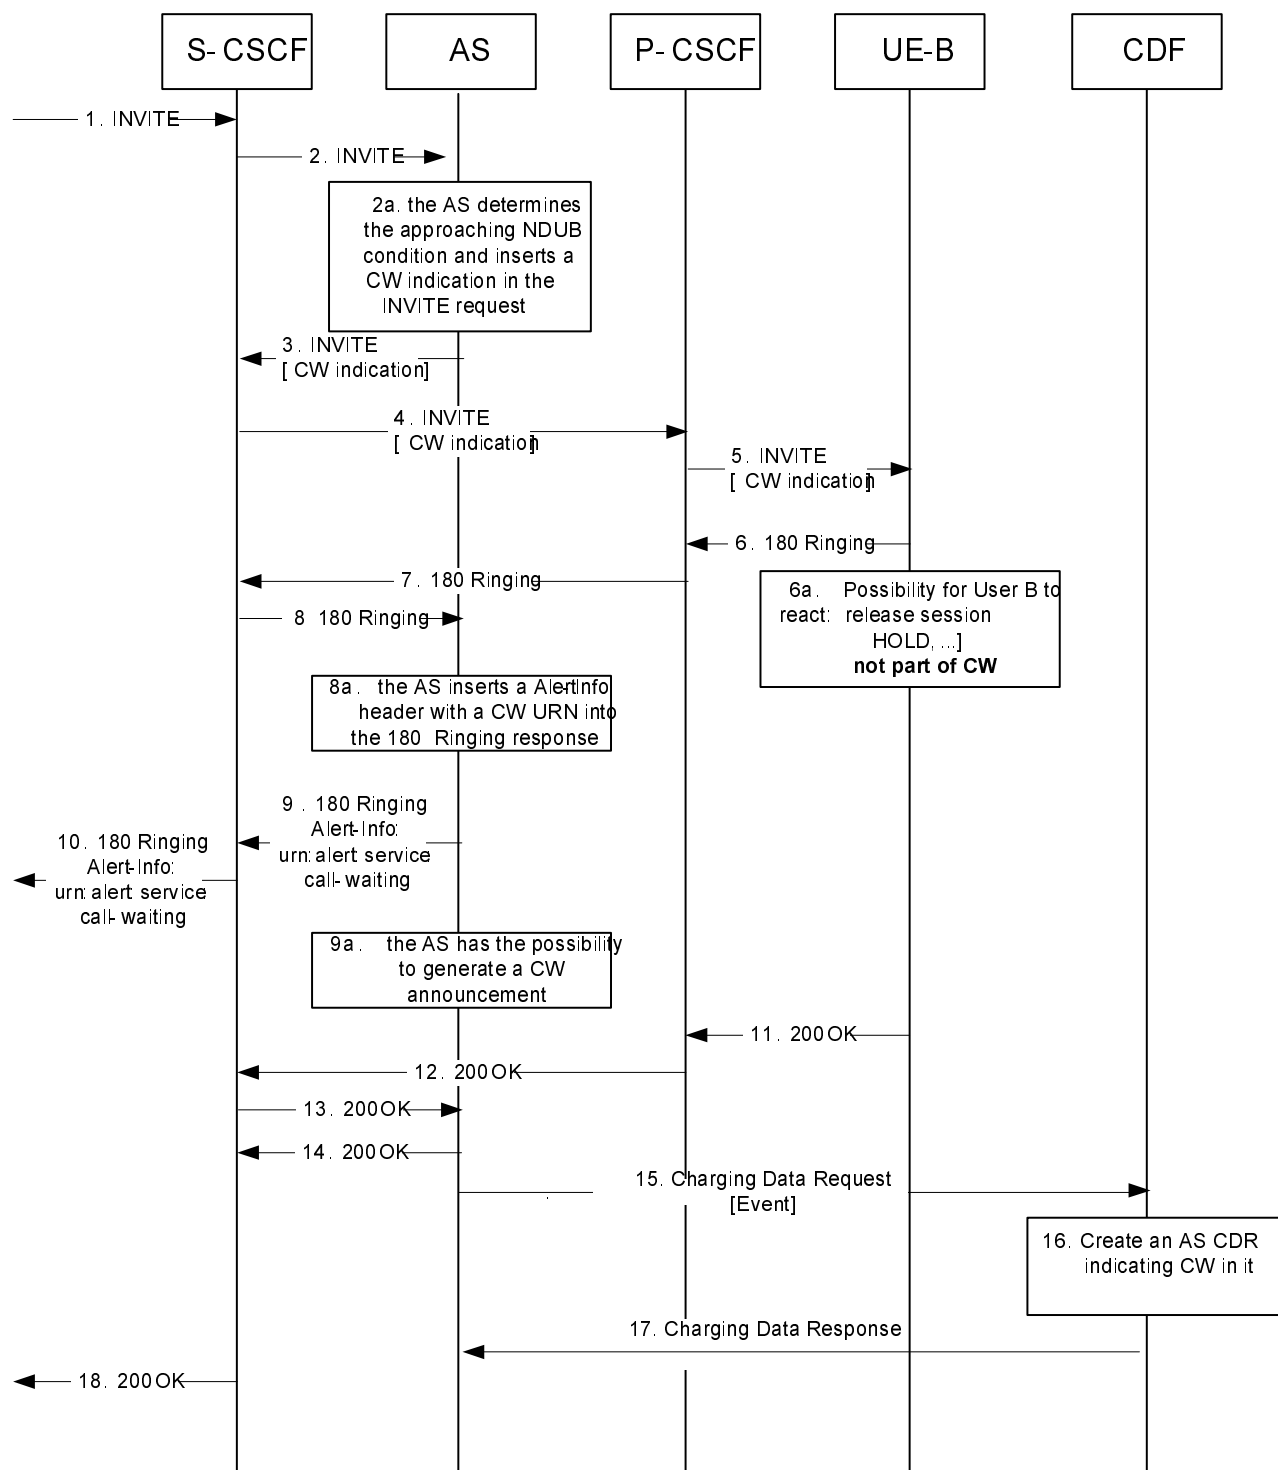 S-CSCF
AS
P-CSCF
UE-B
CDF
1. INVITE
2. INVITE
2a. the AS determines
the approaching NDUB
condition and inserts a
CW indication in the
INVITE request
3. INVITE
[ CW indication]
4. INVITE
[ CW indication]
5. INVITE
[ CW indication]
6. 180 Ringing
7. 180 Ringing
6a. Possibility for User B to
react: release session
HOLD, ...]
not part of CW
8 180 Ringing
8a. the AS inserts a Alert-Info
header with a CW URN into
the 180 Ringing response
9. 180 Ringing
Alert-Info:
urn:alert service
call-waiting
10. 180 Ringing
Alert-Info:
urn:alert service
call-waiting
9a. the AS has the possibility
to generate a CW
announcement
11. 200 OK
12. 200 OK
13. 200 OK
14. 200 OK
15. Charging Data Request
[Event]
16. Create an AS CDR
indicating CW in it
17. Charging Data Response
18. 200 OK